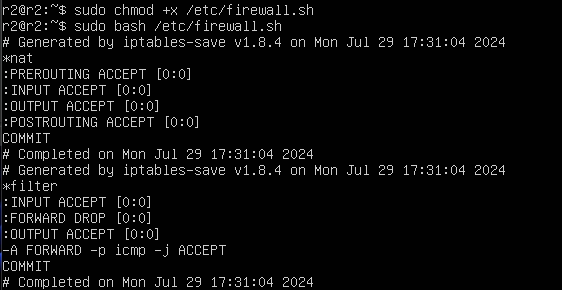 r2@r2:~$ sudo chmod +x /etc/firewall.sh
r2@r2:~$ sudo bash /etc/firewall.sh
# Generated by iptables-save v1.8.4 on Mon Jul 29 17:31:04 2024
*nat
:PREROUTING ACCEPT [0:0]
:INPUT ACCEPT [0:0]
:OUTPUT ACCEPT [0:0]
:POSTROUTING ACCEPT [0:0]
COMMIT
# Completed on Mon Jul 29 17:31:04 2024
# Generated by iptables-save v1.8.4 on Mon Jul 29 17:31:04 2024
*filter
:INPUT ACCEPT [0:0]
:FORWARD DROP [0:0]
:OUTPUT ACCEPT [0:0]
-A FORWARD -p icmp -j ACCEPT
COMMIT
# Completed on Mon Jul 29 17:31:04 2024